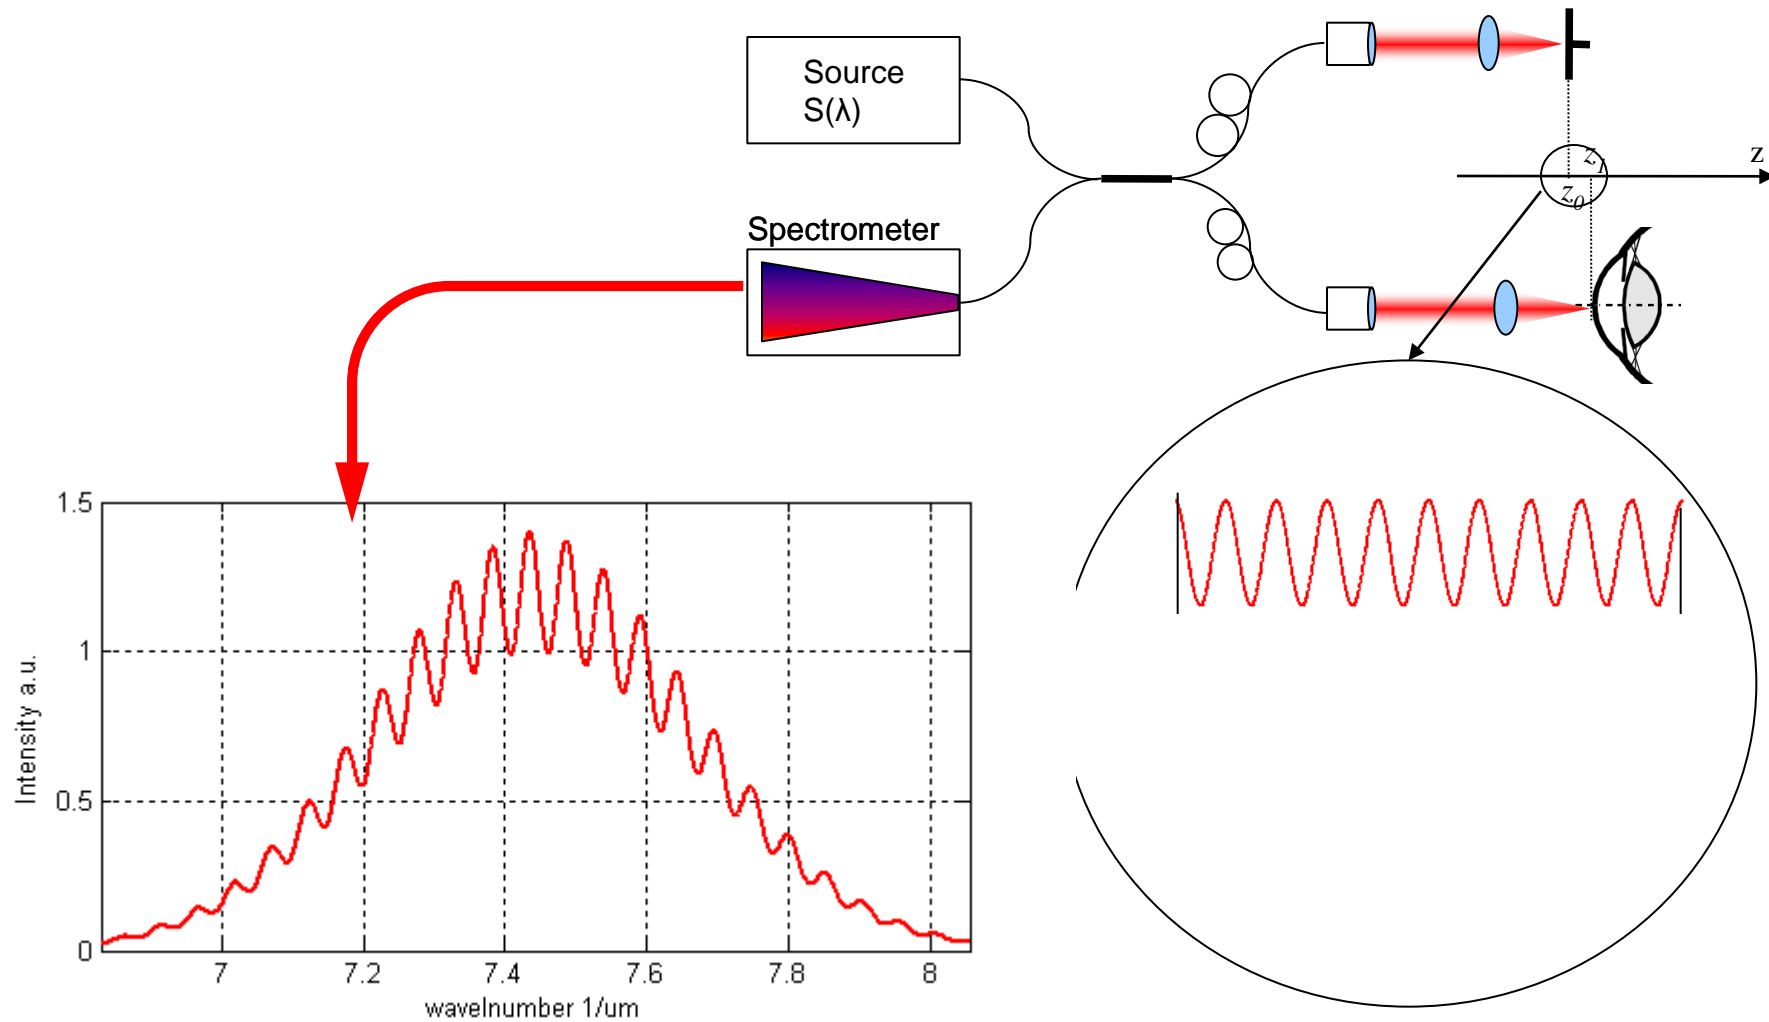 Source
S(λ)
z
z1
z0
Spectrometer
1.5
1
0.5
0
Intensity a.u.
7
7.2
7.4
7.6
7.8
8
wavelnumber 1/um